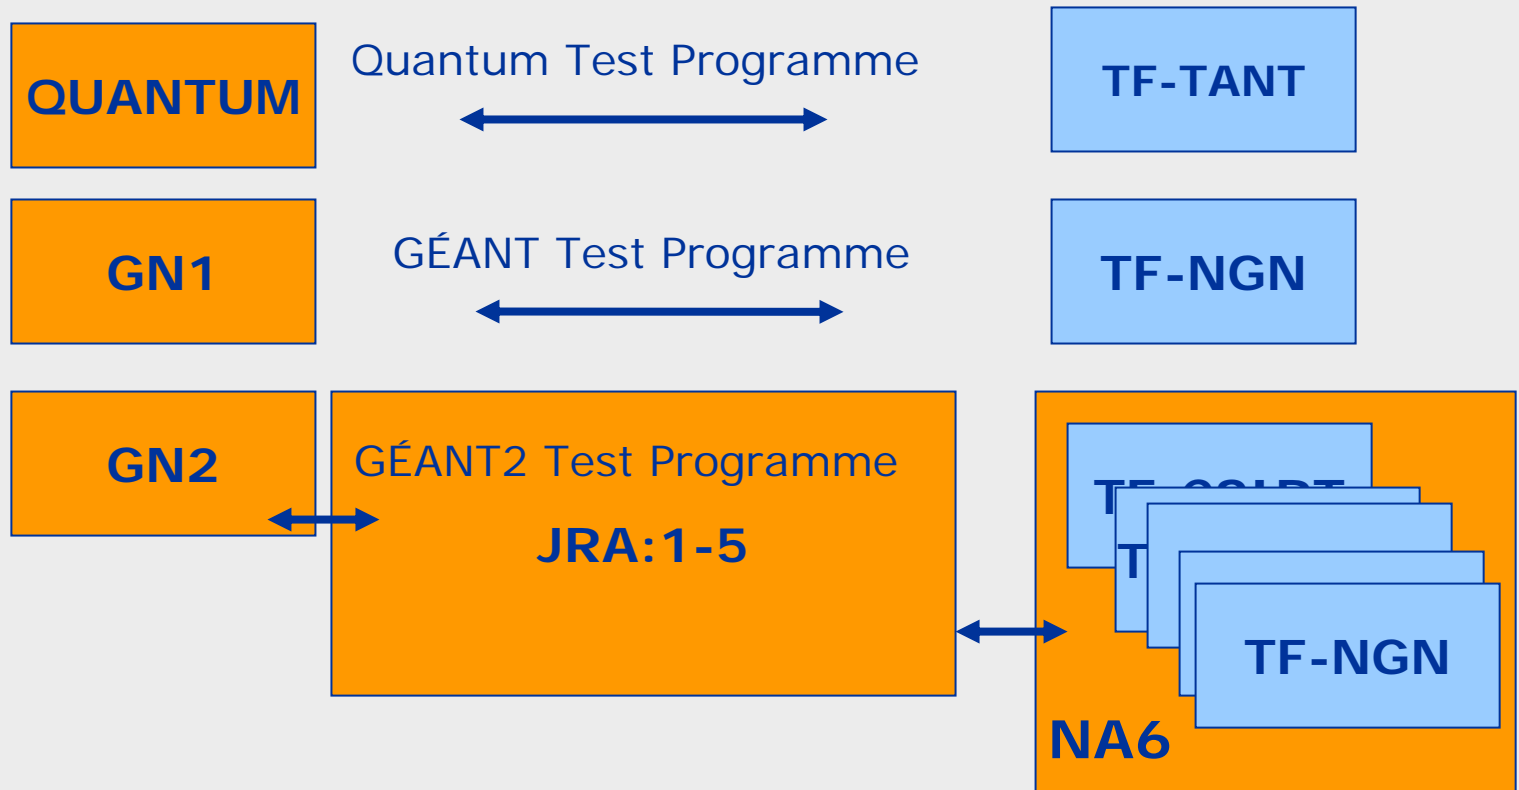 QUANTUM
Quantum Test Programme
TF-TANT
GN1
GÉANT Test Programme
TF-NGN
GN2
GÉANT2 Test Programme
JRA:1-5
TF-NGN
NA6